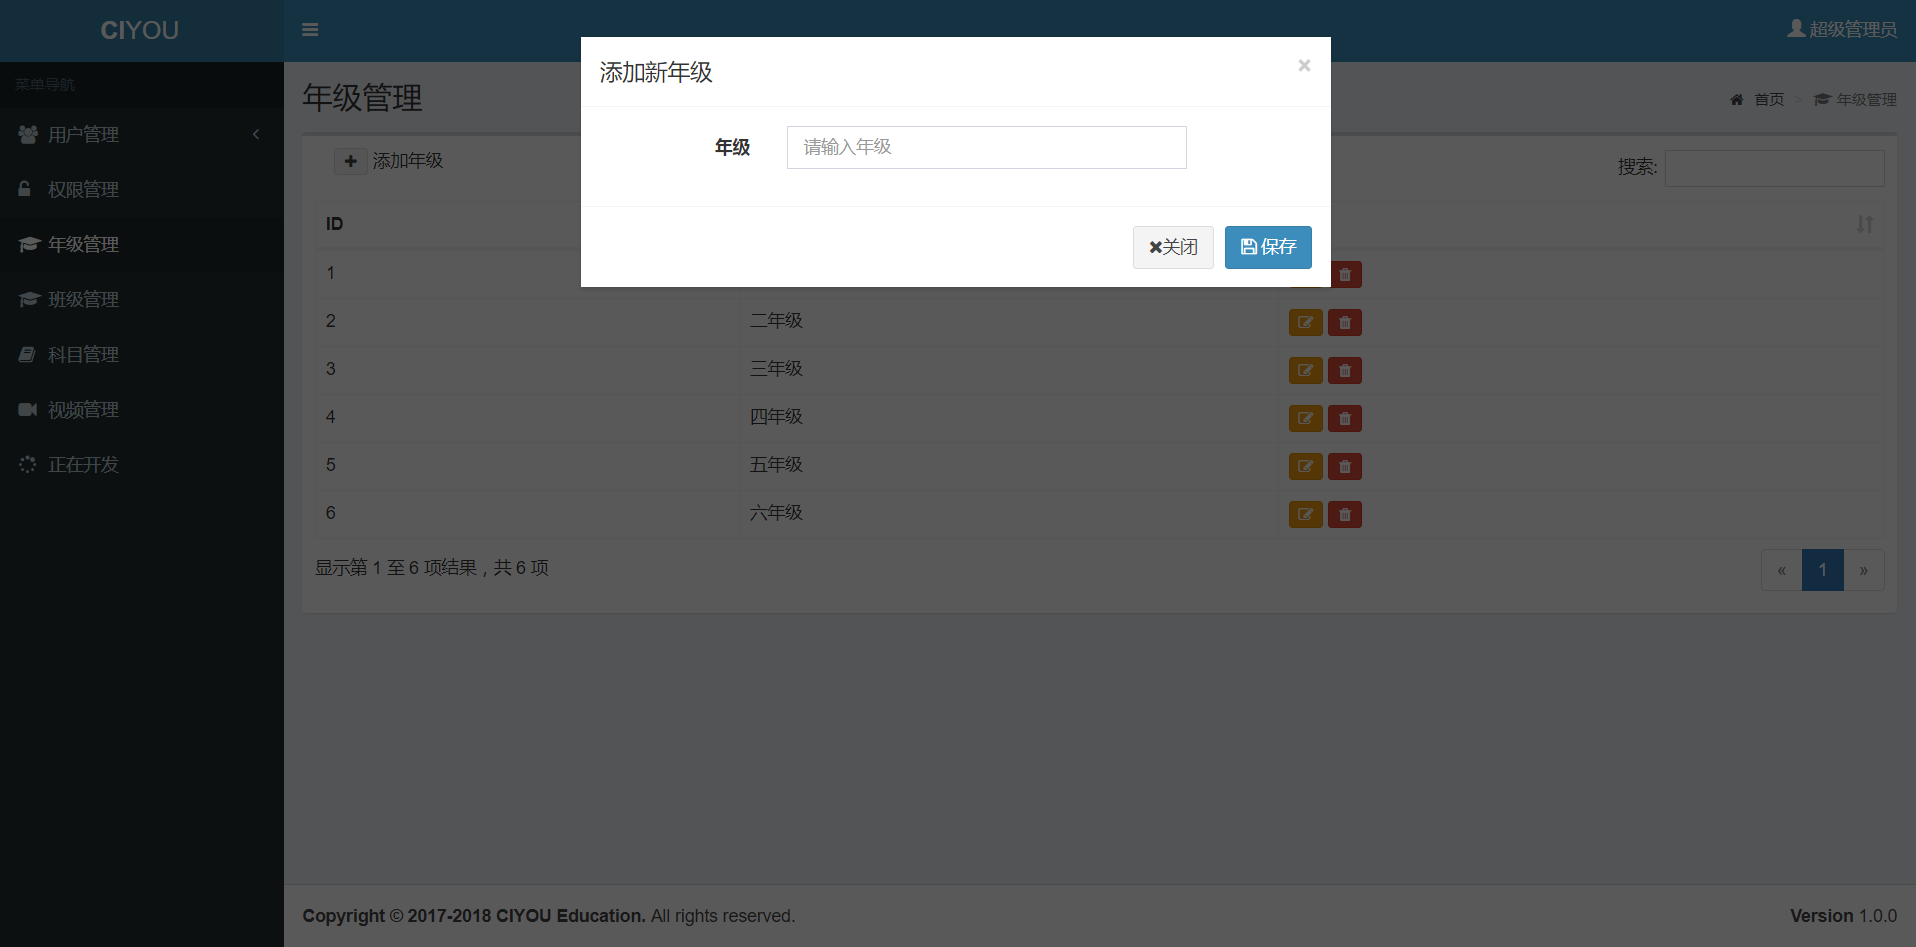 CIYOU
超级管理员
菜单导航
用户管理
权限管理
年级管理
班级管理
科目管理
视频管理
正在开发
年级管理
首页 > 年级管理
添加新年级 ×
年级 请输入年级
关闭 保存
添加年级
搜索:
ID
1
2 二年级
3 三年级
4 四年级
5 五年级
6 六年级
显示第 1 至 6 项结果，共 6 项
« 1 »
Copyright © 2017-2018 CIYOU Education. All rights reserved.
Version 1.0.0